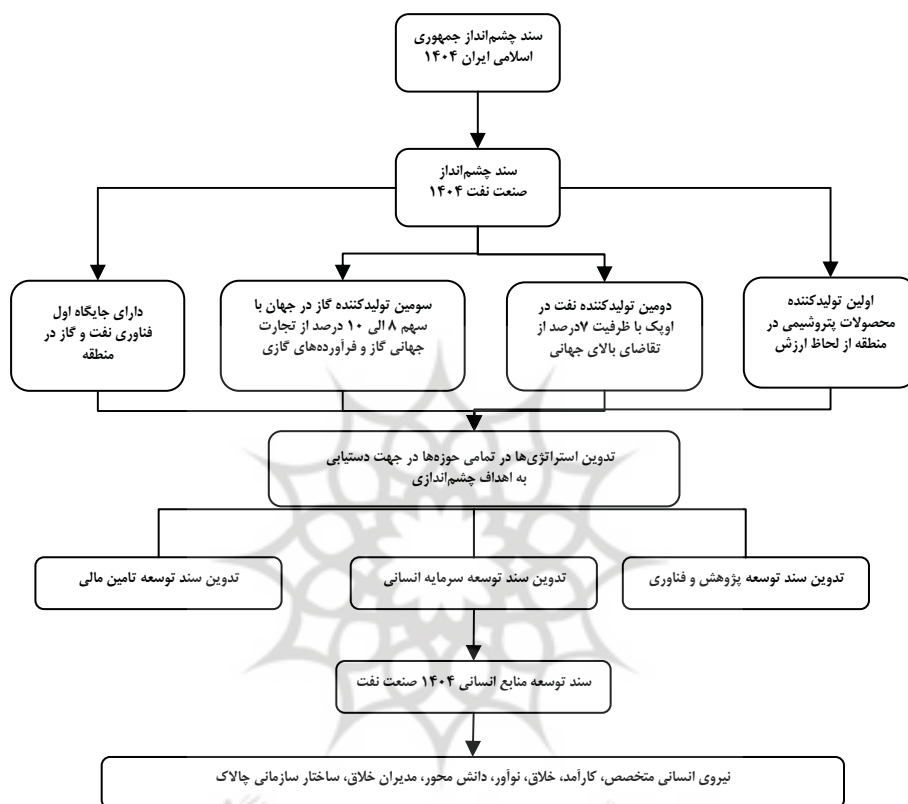 سند چشم‌انداز جمهوری
اسلامی ایران ۱۴۰۴
سند چشم‌انداز
صنعت نفت ۱۴۰۴
اولین تولیدکننده
محصولات پتروشیمی در
منطقه از لحاظ ارزش
دومین تولیدکننده نفت در
اوپک با ظرفیت ۷درصد از
تقاضای بالای جهانی
سومین تولیدکننده گاز در جهان با
سهم ۸ الی ۱۰ درصد از تجارت
جهانی گاز و فرآورده‌های گازی
دارای جایگاه اول
فناوری نفت و گاز در
منطقه
تدوین استراتژی‌ها در تمامی حوزه‌ها در جهت دستیابی
به اهداف چشم‌اندازی
تدوین سند توسعه پژوهش و فناوری
تدوین سند توسعه سرمایه انسانی
تدوین سند توسعه تامین مالی
سند توسعه منابع انسانی ۱۴۰۴ صنعت نفت
نیروی انسانی متخصص، کارآمد، خلاق، نوآور، دانش محور، مدیران خلاق، ساختار سازمانی چالاک